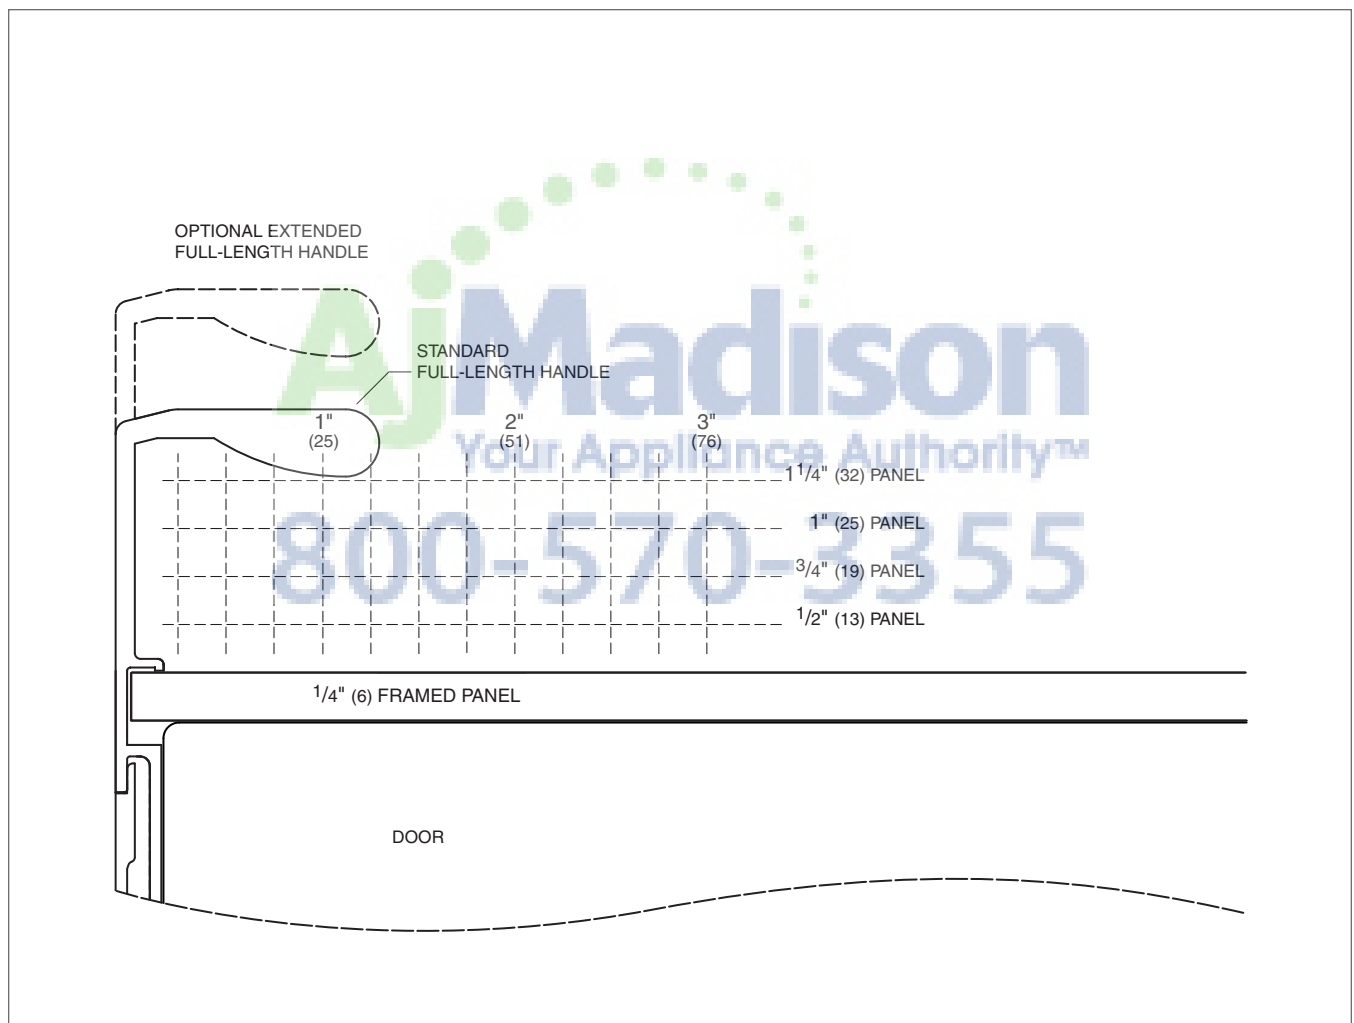 OPTIONAL EXTENDED
FULL-LENGTH HANDLE
AjMadison
STANDARD
FULL-LENGTH HANDLE
1" 2" 3"
(25) (51) (76)
Your Appliance Authority™
1 1/4" (32) PANEL
1" (25) PANEL
800-570-3355
3/4" (19) PANEL
1/2" (13) PANEL
1/4" (6) FRAMED PANEL
DOOR